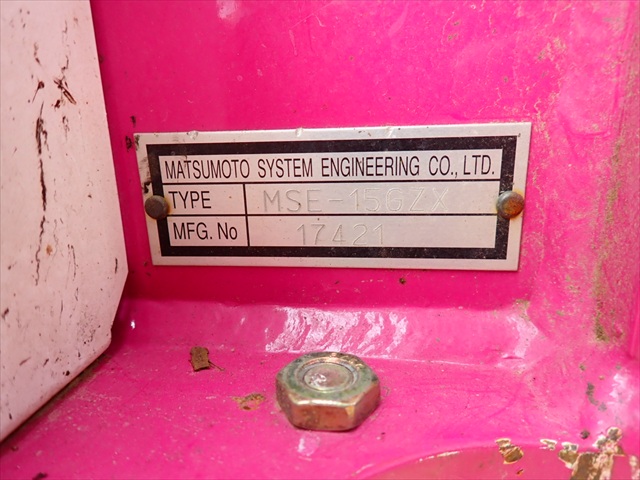 MATSUMOTO SYSTEM ENGINEERING CO., LTD.
TYPE MSE-15GZX
MFG. No 17421